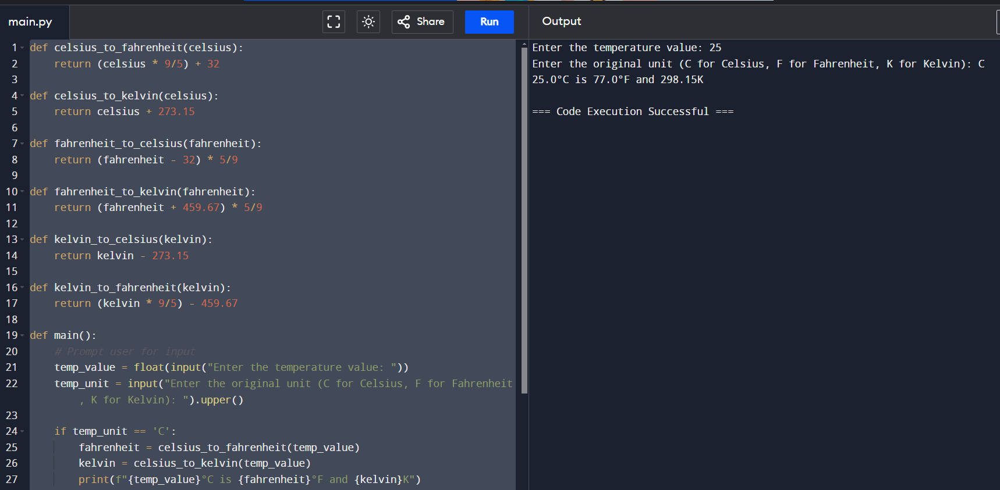 main.py
Share
Run
Output
1 def celsius_to_fahrenheit(celsius):
2     return (celsius * 9/5) + 32
3
4 def celsius_to_kelvin(celsius):
5     return celsius + 273.15
6
7 def fahrenheit_to_celsius(fahrenheit):
8     return (fahrenheit - 32) * 5/9
9
10 def fahrenheit_to_kelvin(fahrenheit):
11     return (fahrenheit + 459.67) * 5/9
12
13 def kelvin_to_celsius(kelvin):
14     return kelvin - 273.15
15
16 def kelvin_to_fahrenheit(kelvin):
17     return (kelvin * 9/5) - 459.67
18
19 def main():
20     # Prompt user for input
21     temp_value = float(input("Enter the temperature value: "))
22     temp_unit = input("Enter the original unit (C for Celsius, F for Fahrenheit
, K for Kelvin): ").upper()
23
24     if temp_unit == 'C':
25         fahrenheit = celsius_to_fahrenheit(temp_value)
26         kelvin = celsius_to_kelvin(temp_value)
27         print(f"{temp_value}°C is {fahrenheit}°F and {kelvin}K")
Enter the temperature value: 25
Enter the original unit (C for Celsius, F for Fahrenheit, K for Kelvin): C
25.0°C is 77.0°F and 298.15K
=== Code Execution Successful ===